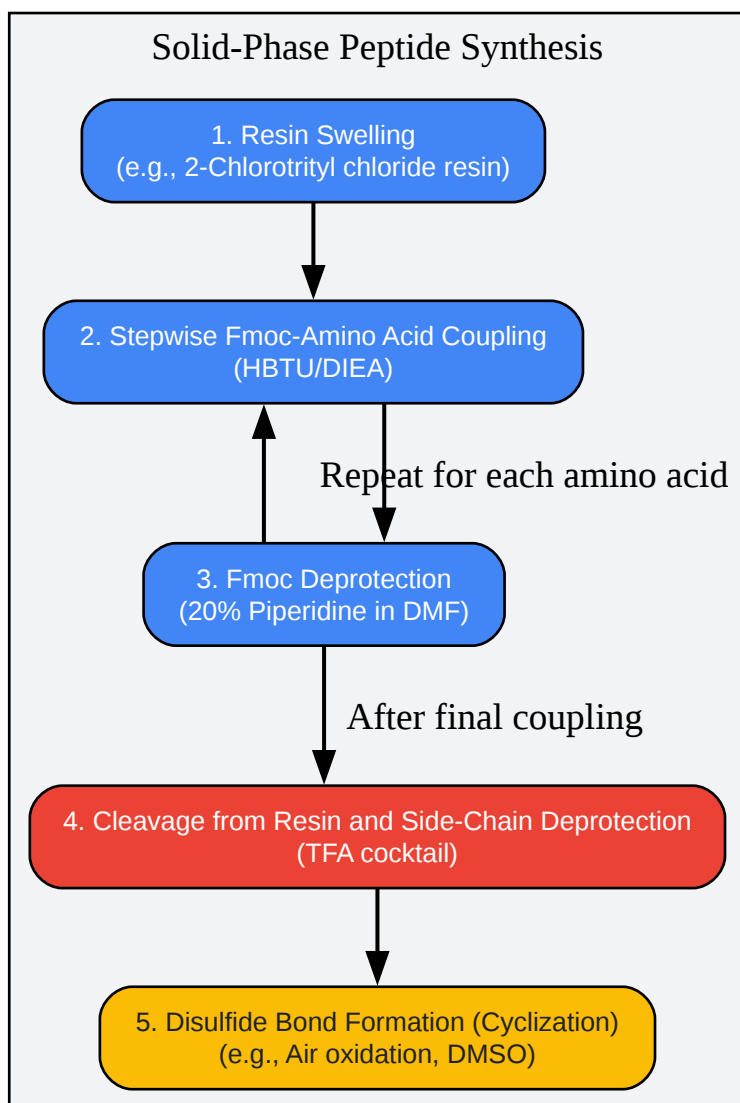 Solid-Phase Peptide Synthesis
1. Resin Swelling
(e.g., 2-Chlorotrityl chloride resin)
2. Stepwise Fmoc-Amino Acid Coupling
(HBTU/DIEA)
Repeat for each amino acid
3. Fmoc Deprotection
(20% Piperidine in DMF)
After final coupling
4. Cleavage from Resin and Side-Chain Deprotection
(TFA cocktail)
5. Disulfide Bond Formation (Cyclization)
(e.g., Air oxidation, DMSO)